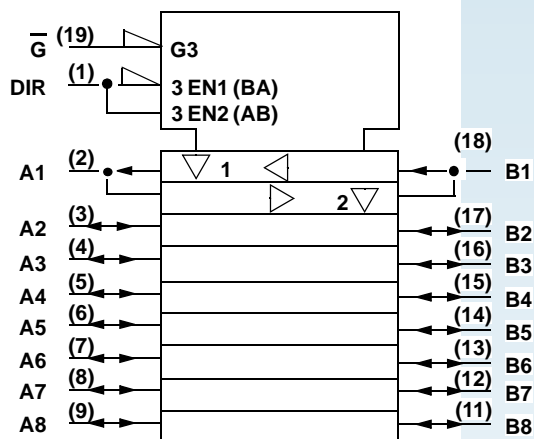 G (19) G3
DIR (1) 3 EN1 (BA)
3 EN2 (AB)
(18)
A1 (2) 1 B1
2
A2 (3) (17) B2
A3 (4) (16) B3
A4 (5) (15) B4
A5 (6) (14) B5
A6 (7) (13) B6
A7 (8) (12) B7
A8 (9) (11) B8